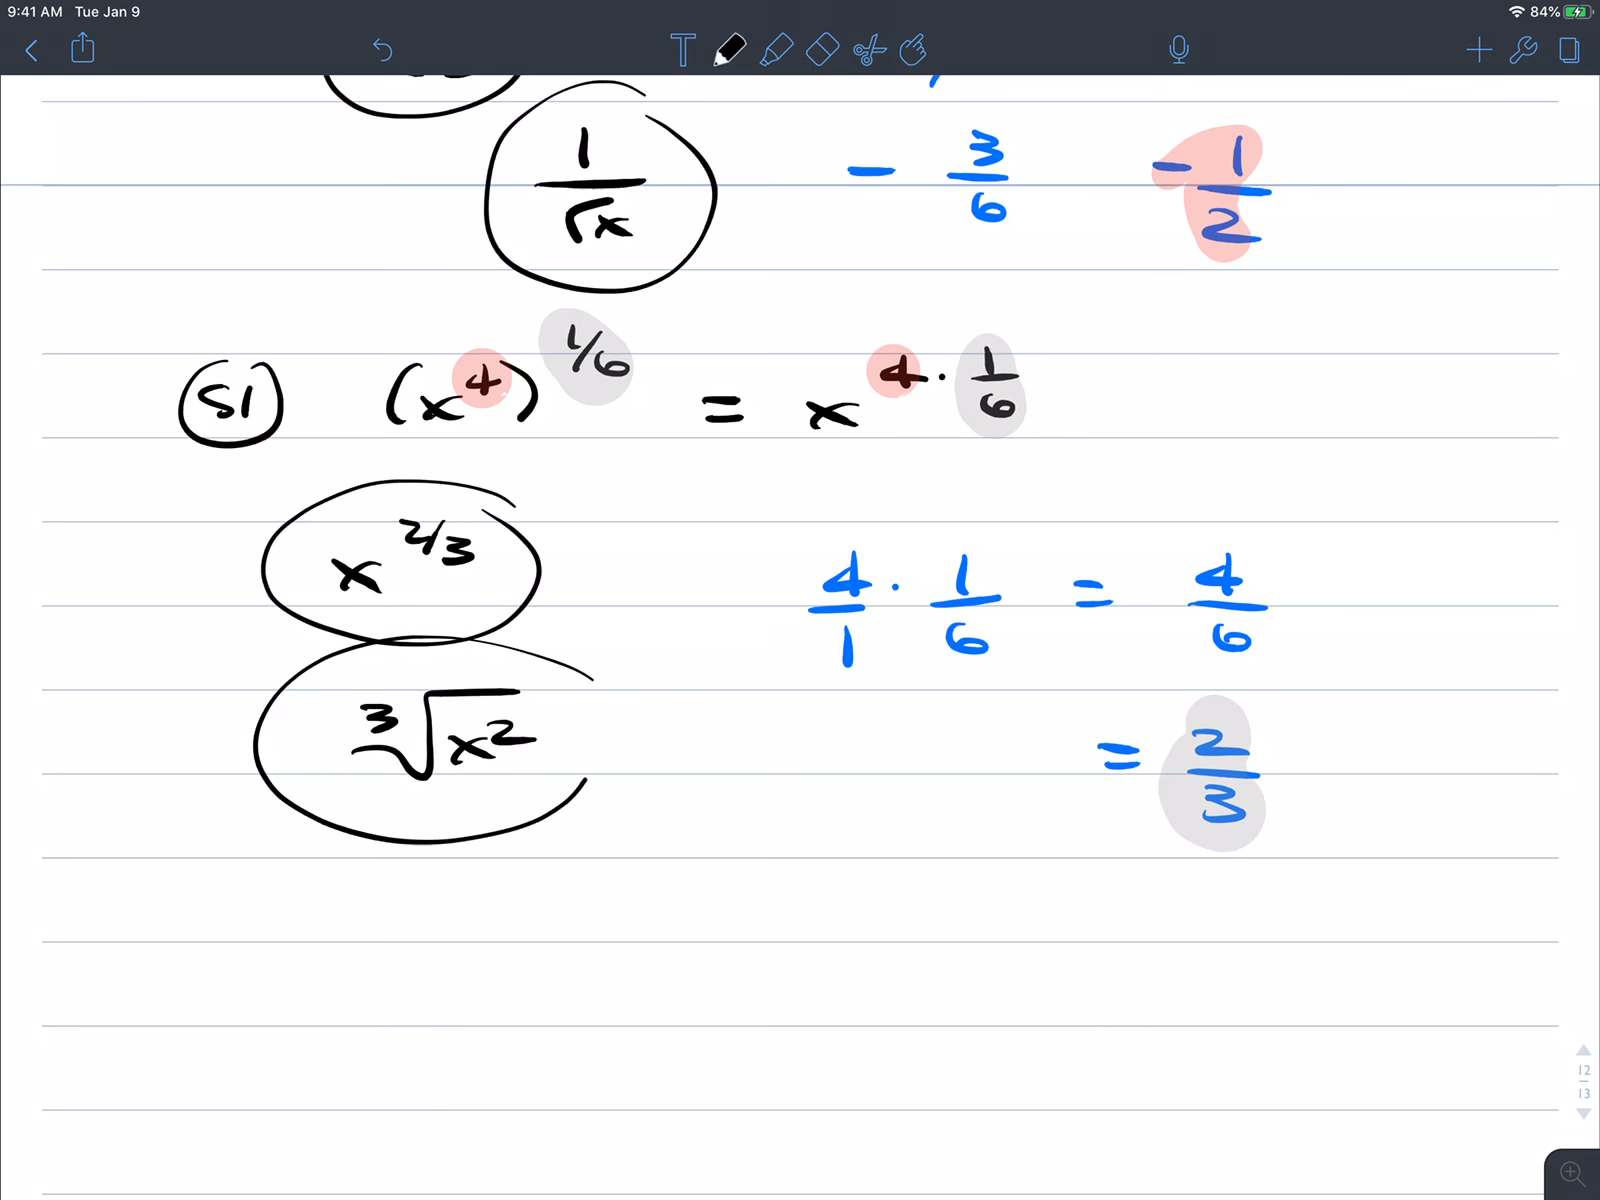 9:41 AM Tue Jan 9 84%
T
1/√x - 3/6 - 1/2
51 (x^4)^1/6 = x^4 · 1/6
x^2/3
4/1 · 1/6 = 4/6
∛x^2 = 2/3
12
13